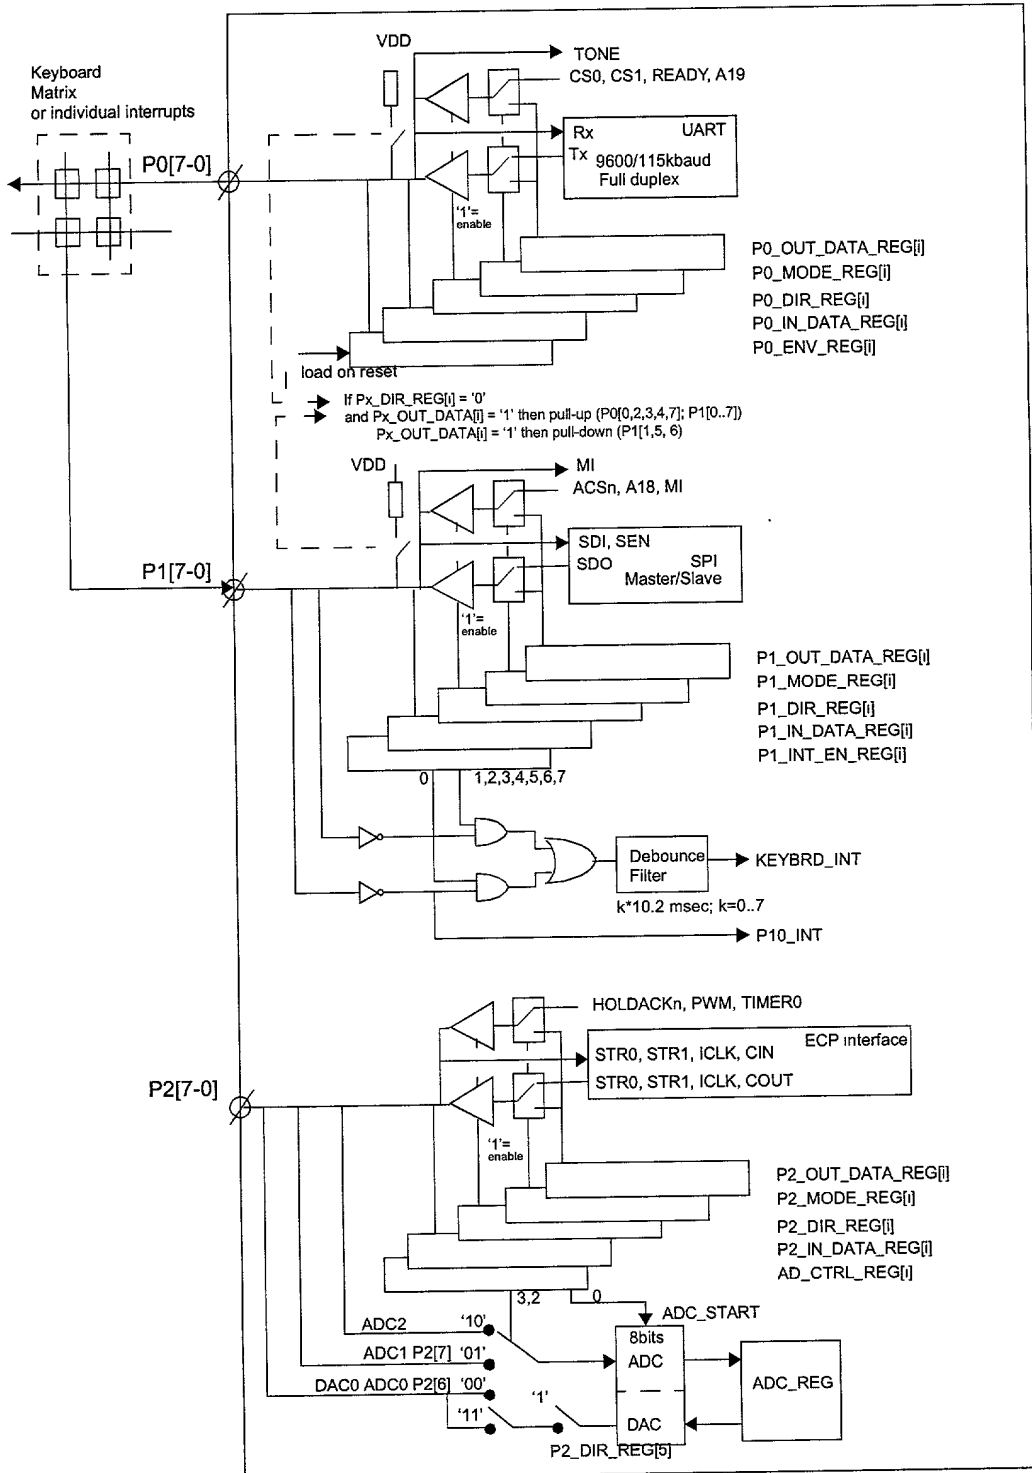 VDD
TONE
CS0, CS1, READY, A19
Keyboard
Matrix
or individual interrupts
P0[7-0]
Rx UART
Tx 9600/115kbaud
Full duplex
'1'=
enable
P0_OUT_DATA_REG[i]
P0_MODE_REG[i]
P0_DIR_REG[i]
P0_IN_DATA_REG[i]
P0_ENV_REG[i]
load on reset
If Px_DIR_REG[i] = '0'
and Px_OUT_DATA[i] = '1' then pull-up (P0[0,2,3,4,7]; P1[0..7])
Px_OUT_DATA[i] = '1' then pull-down (P1[1,5, 6)
VDD
MI
ACSn, A18, MI
SDI, SEN
SDO SPI
Master/Slave
P1[7-0]
'1'=
enable
P1_OUT_DATA_REG[i]
P1_MODE_REG[i]
P1_DIR_REG[i]
P1_IN_DATA_REG[i]
P1_INT_EN_REG[i]
0 1,2,3,4,5,6,7
Debounce
Filter
KEYBRD_INT
k*10.2 msec; k=0..7
P10_INT
HOLDACKn, PWM, TIMER0
ECP interface
STR0, STR1, iCLK, CIN
STR0, STR1, ICLK, COUT
P2[7-0]
'1'=
enable
P2_OUT_DATA_REG[i]
P2_MODE_REG[i]
P2_DIR_REG[i]
P2_IN_DATA_REG[i]
AD_CTRL_REG[i]
3,2 0
ADC_START
ADC2 '10'
8bits
ADC
ADC1 P2[7] '01'
DAC0 ADC0 P2[6] '00'
ADC_REG
'11' '1'
DAC
P2_DIR_REG[5]